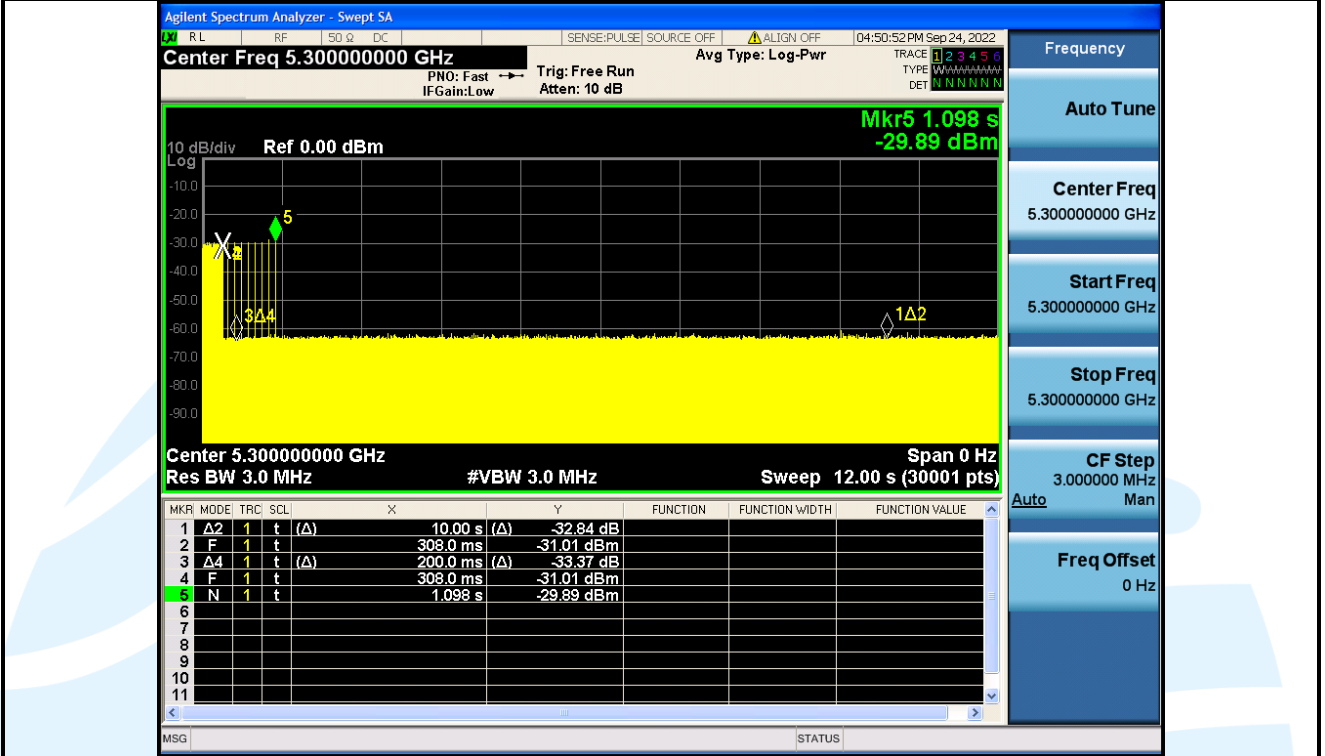 Agilent Spectrum Analyzer - Swept SA
LXI RL RF 50 Ω DC SENSE:PULSE SOURCE OFF ALIGN OFF 04:50:52 PM Sep 24, 2022
Center Freq 5.300000000 GHz
Avg Type: Log-Pwr
TRACE 1 2 3 4 5 6
PNO: Fast Trig: Free Run
TYPE
IFGain:Low Atten: 10 dB
DET N N N N N N
Mkr5 1.098 s
-29.89 dBm
10 dB/div Ref 0.00 dBm
Log
-10.0
-20.0
5
-30.0
-40.0
-50.0
3Δ4
1Δ2
-60.0
-70.0
-80.0
-90.0
Center 5.300000000 GHz Span 0 Hz
Res BW 3.0 MHz #VBW 3.0 MHz Sweep 12.00 s (30001 pts)
MKR MODE TRC SCL X Y FUNCTION FUNCTION WIDTH FUNCTION VALUE
1 Δ2 1 t (Δ) 10.00 s (Δ) -32.84 dB
2 F 1 t 308.0 ms -31.01 dBm
3 Δ4 1 t (Δ) 200.0 ms (Δ) -33.37 dB
4 F 1 t 308.0 ms -31.01 dBm
5 N 1 t 1.098 s -29.89 dBm
6
7
8
9
10
11
MSG STATUS
Frequency
Auto Tune
Center Freq
5.300000000 GHz
Start Freq
5.300000000 GHz
Stop Freq
5.300000000 GHz
CF Step
3.000000 MHz
Auto Man
Freq Offset
0 Hz